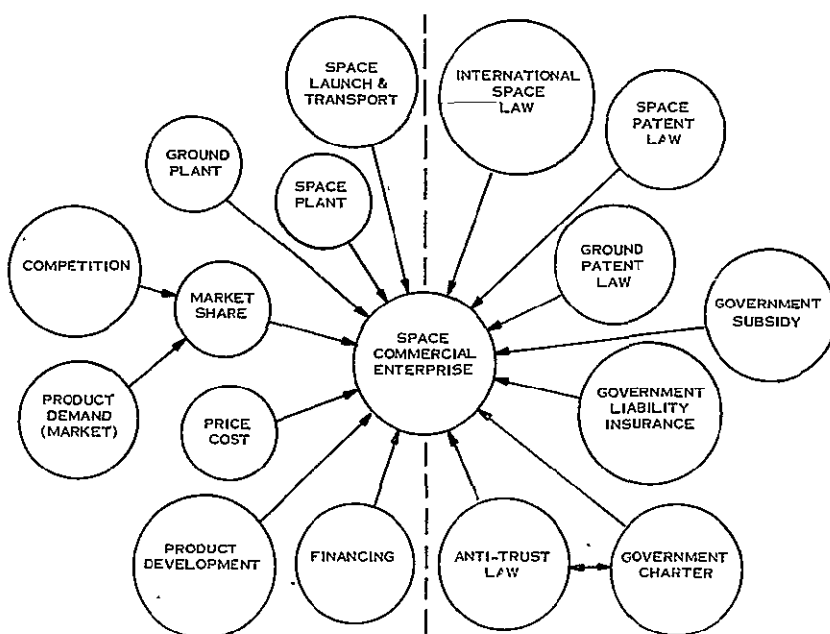 SPACE
LAUNCH &
TRANSPORT
INTERNATIONAL
SPACE
LAW
SPACE
PATENT
LAW
GROUND
PLANT
SPACE
PLANT
GROUND
PATENT
LAW
COMPETITION
MARKET
SHARE
SPACE
COMMERCIAL
ENTERPRISE
GOVERNMENT
SUBSIDY
PRODUCT
DEMAND
(MARKET)
PRICE
COST
GOVERNMENT
LIABILITY
INSURANCE
PRODUCT
DEVELOPMENT
FINANCING
ANTI-TRUST
LAW
GOVERNMENT
CHARTER